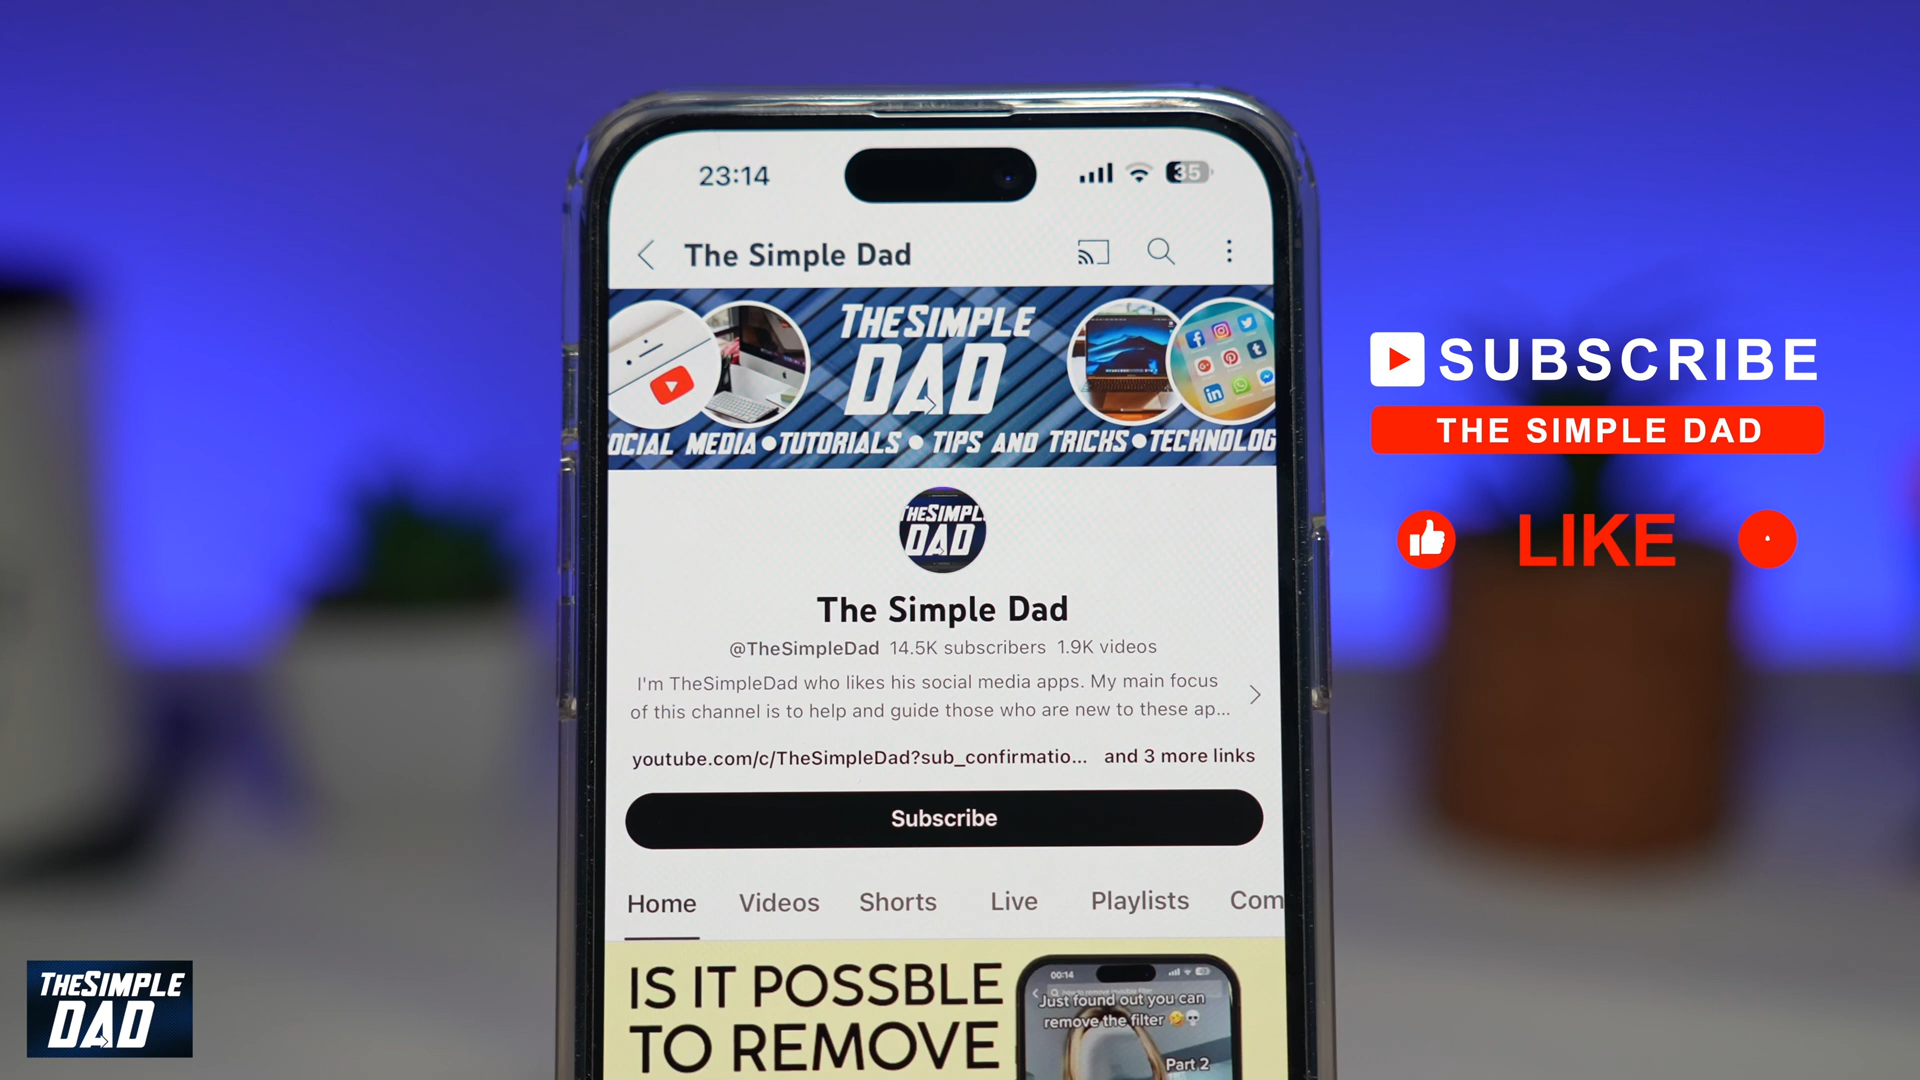 23:14
35
The Simple Dad
THESIMPLE
DAD
OCIAL MEDIA • TUTORIALS • TIPS AND TRICKS • TECHNOLOG
THESIMPL
DAD
The Simple Dad
@TheSimpleDad 14.5K subscribers 1.9K videos
I'm TheSimpleDad who likes his social media apps. My main focus
of this channel is to help and guide those who are new to these ap...
youtube.com/c/TheSimpleDad?sub_confirmatio... and 3 more links
Subscribe
Home Videos Shorts Live Playlists Com
IS IT POSSBLE
TO REMOVE
00:14
Just found out you can
remove the filter
Part 2
SUBSCRIBE
THE SIMPLE DAD
LIKE
THESIMPLE
DAD